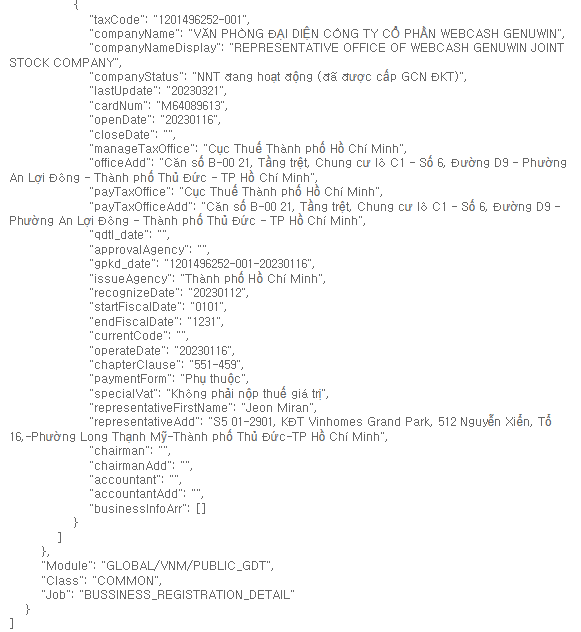 {
"taxCode": "1201496252-001",
"companyName": "VĂN PHÒNG ĐẠI DIỆN CÔNG TY CỔ PHẦN WEBCASH GENUWIN",
"companyNameDisplay": "REPRESENTATIVE OFFICE OF WEBCASH GENUWIN JOINT
STOCK COMPANY",
"companyStatus": "NNT đang hoạt động (đã được cấp GCN ĐKT)",
"lastUpdate": "20230321",
"cardNum": "M64089613",
"openDate": "20230116",
"closeDate": "",
"manageTaxOffice": "Cục Thuế Thành phố Hồ Chí Minh",
"officeAdd": "Căn số B-00 21, Tầng trệt, Chung cư lô C1 - Số 6, Đường D9 - Phường
An Lợi Đông - Thành phố Thủ Đức - TP Hồ Chí Minh",
"payTaxOffice": "Cục Thuế Thành phố Hồ Chí Minh",
"payTaxOfficeAdd": "Căn số B-00 21, Tầng trệt, Chung cư lô C1 - Số 6, Đường D9 -
Phường An Lợi Đông - Thành phố Thủ Đức - TP Hồ Chí Minh",
"qdtl_date": "",
"approvalAgency": "",
"gpkd_date": "1201496252-001-20230116",
"issueAgency": "Thành phố Hồ Chí Minh",
"recognizeDate": "20230112",
"startFiscalDate": "0101",
"endFiscalDate": "1231",
"currentCode": "",
"operateDate": "20230116",
"chapterClause": "551-459",
"paymentForm": "Phụ thuộc",
"specialVat": "Không phải nộp thuế giá trị",
"representativeFirstName": "Jeon Miran",
"representativeAdd": "S5 01-2901, KĐT Vinhomes Grand Park, 512 Nguyễn Xiển, Tổ
16,-Phường Long Thạnh Mỹ-Thành phố Thủ Đức-TP Hồ Chí Minh",
"chairman": "",
"chairmanAdd": "",
"accountant": "",
"accountantAdd": "",
"businessInfoArr": []
}
]
},
"Module": "GLOBAL/VNM/PUBLIC_GDT",
"Class": "COMMON",
"Job": "BUSSINESS_REGISTRATION_DETAIL"
}
]